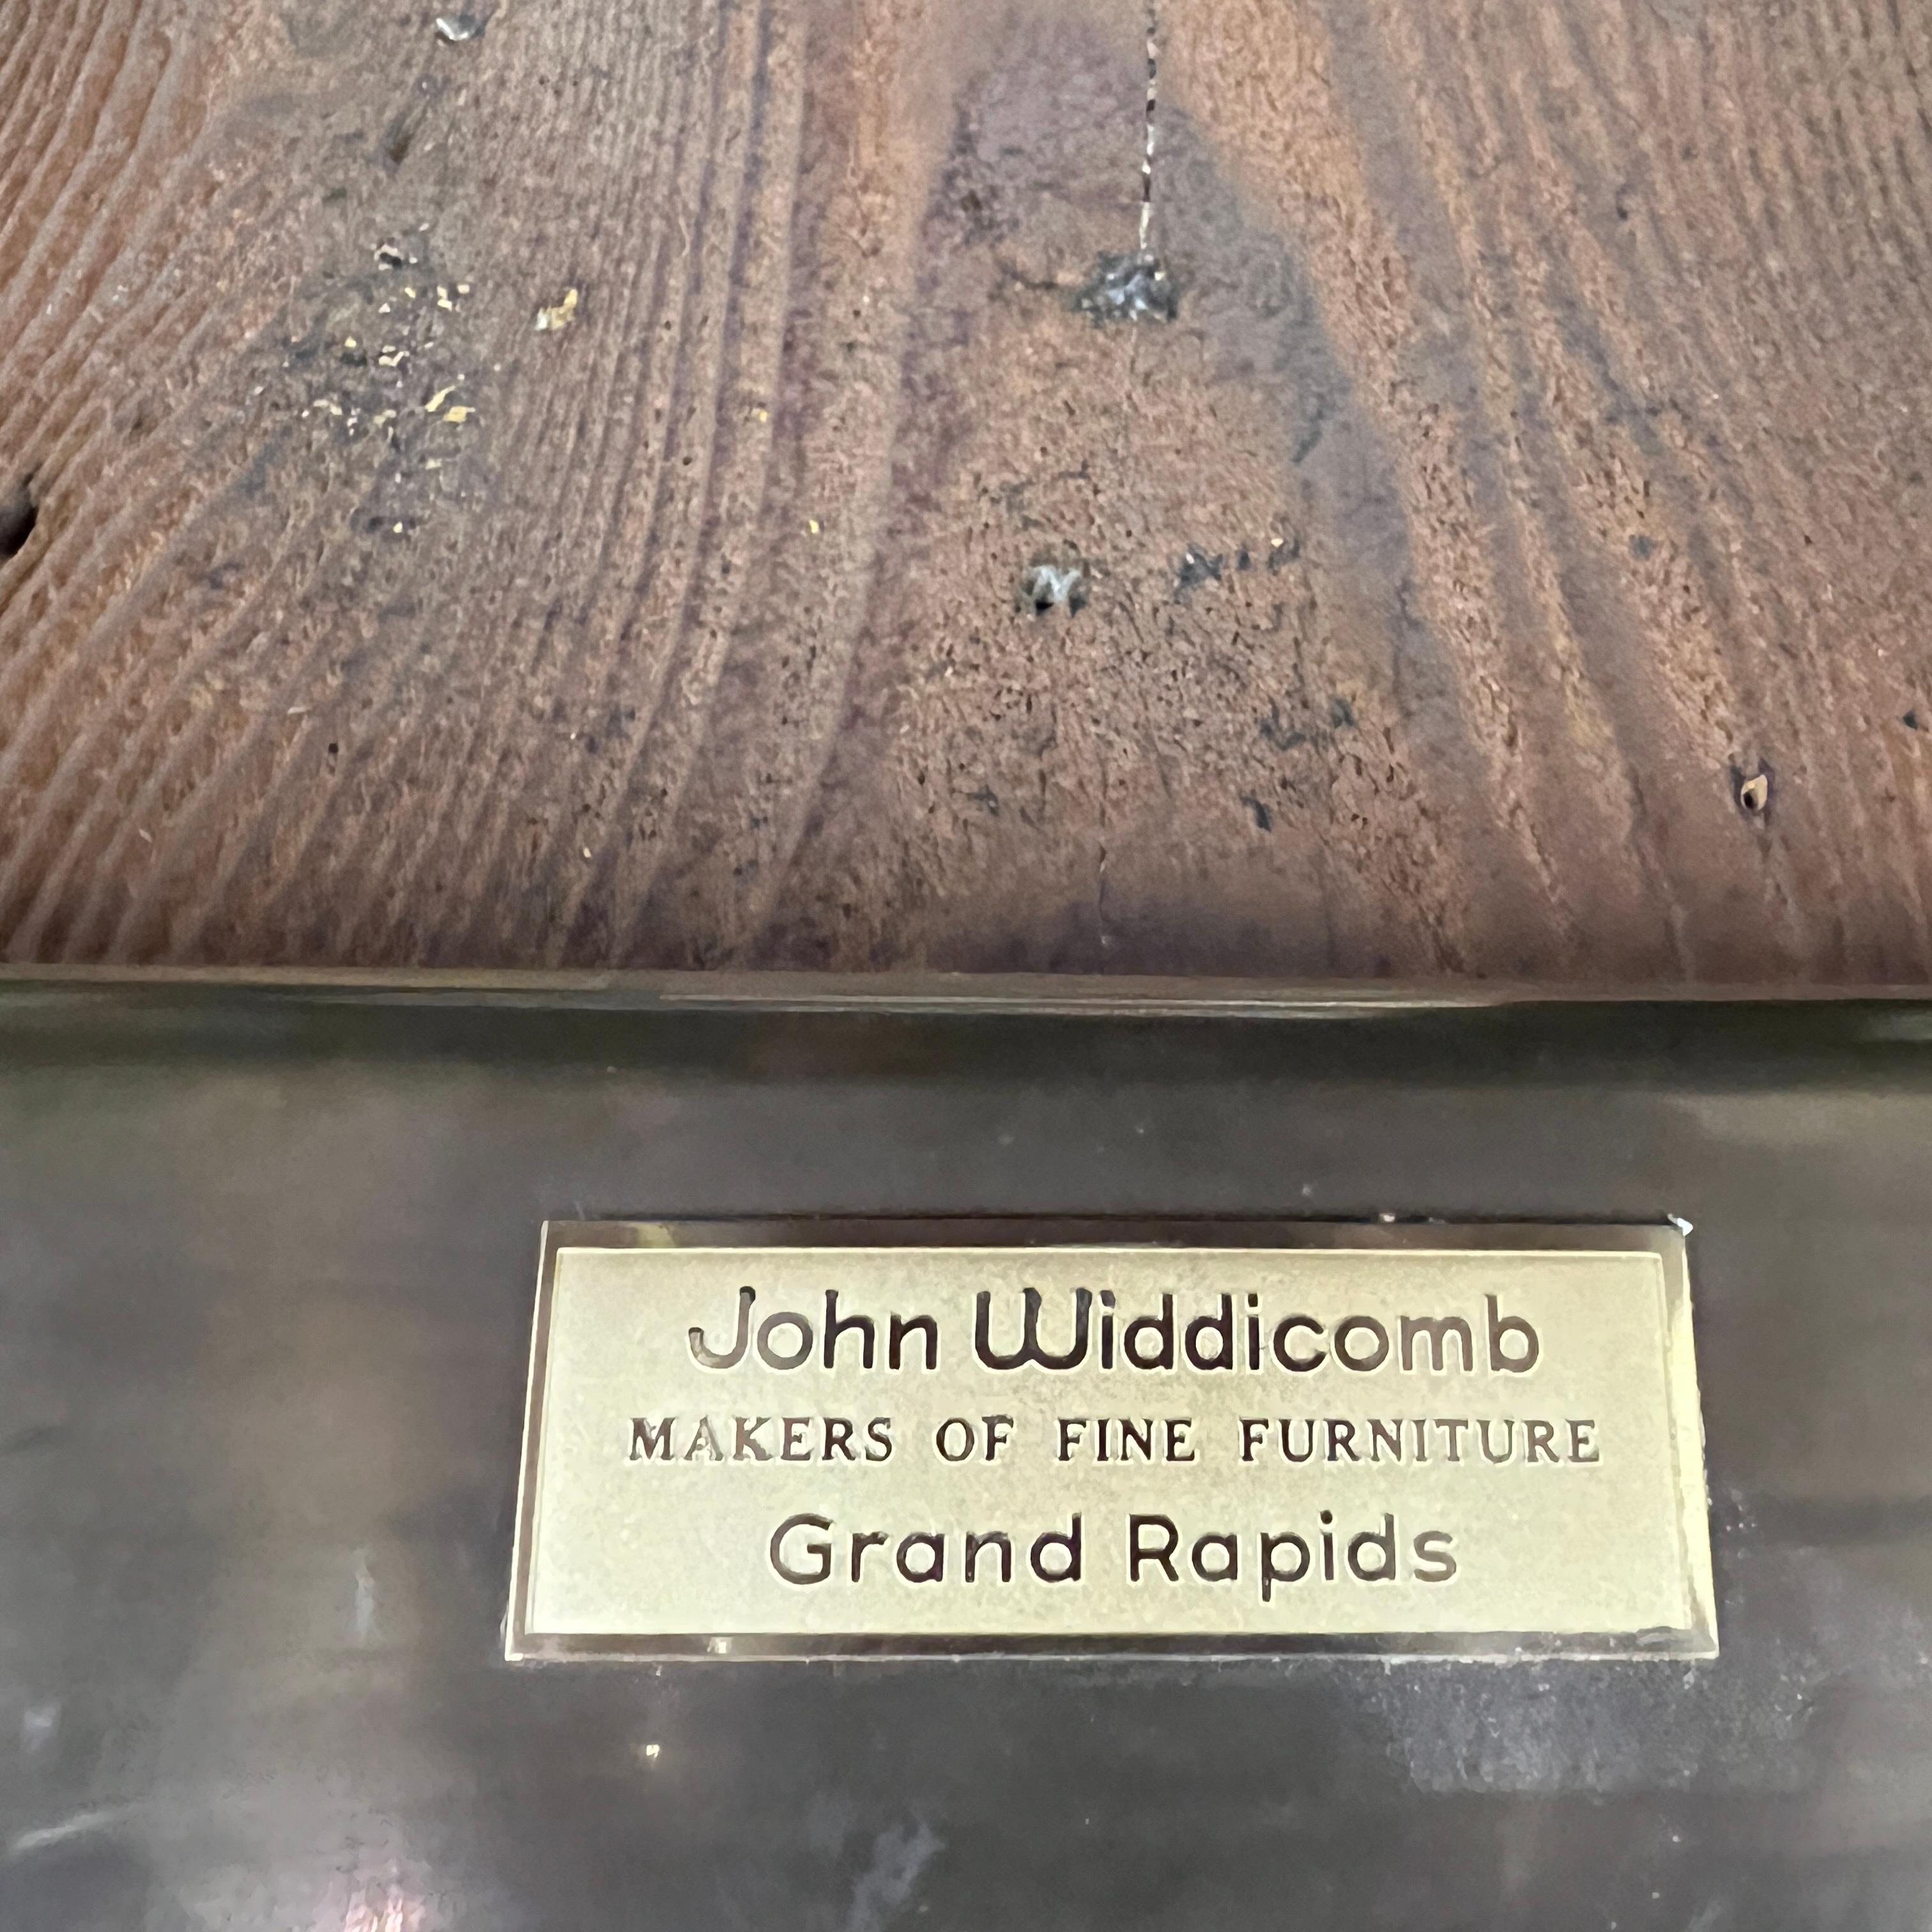 John Widdicomb
MAKERS OF FINE FURNITURE
Grand Rapids